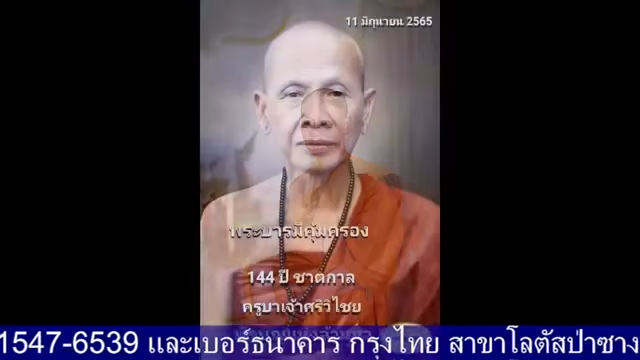 11 มิถุนายน 2565
พระบารมีคุ้มครอง
144 ปี ชาตกาล
ครูบาเจ้าศรีวิไชย
1547-6539 และเบอร์ธนาคาร กรุงไทย สาขาโลตัสป่าซาง